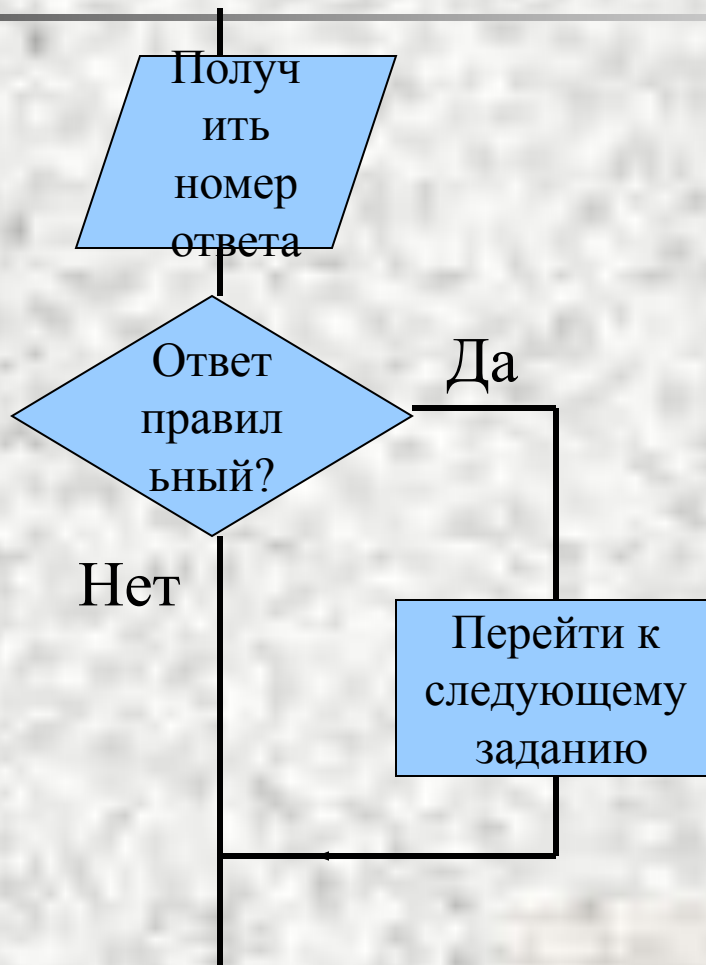 Получ
ить
номер
ответа
Ответ
правил
ьный?
Да
Нет
Перейти к
следующему
заданию